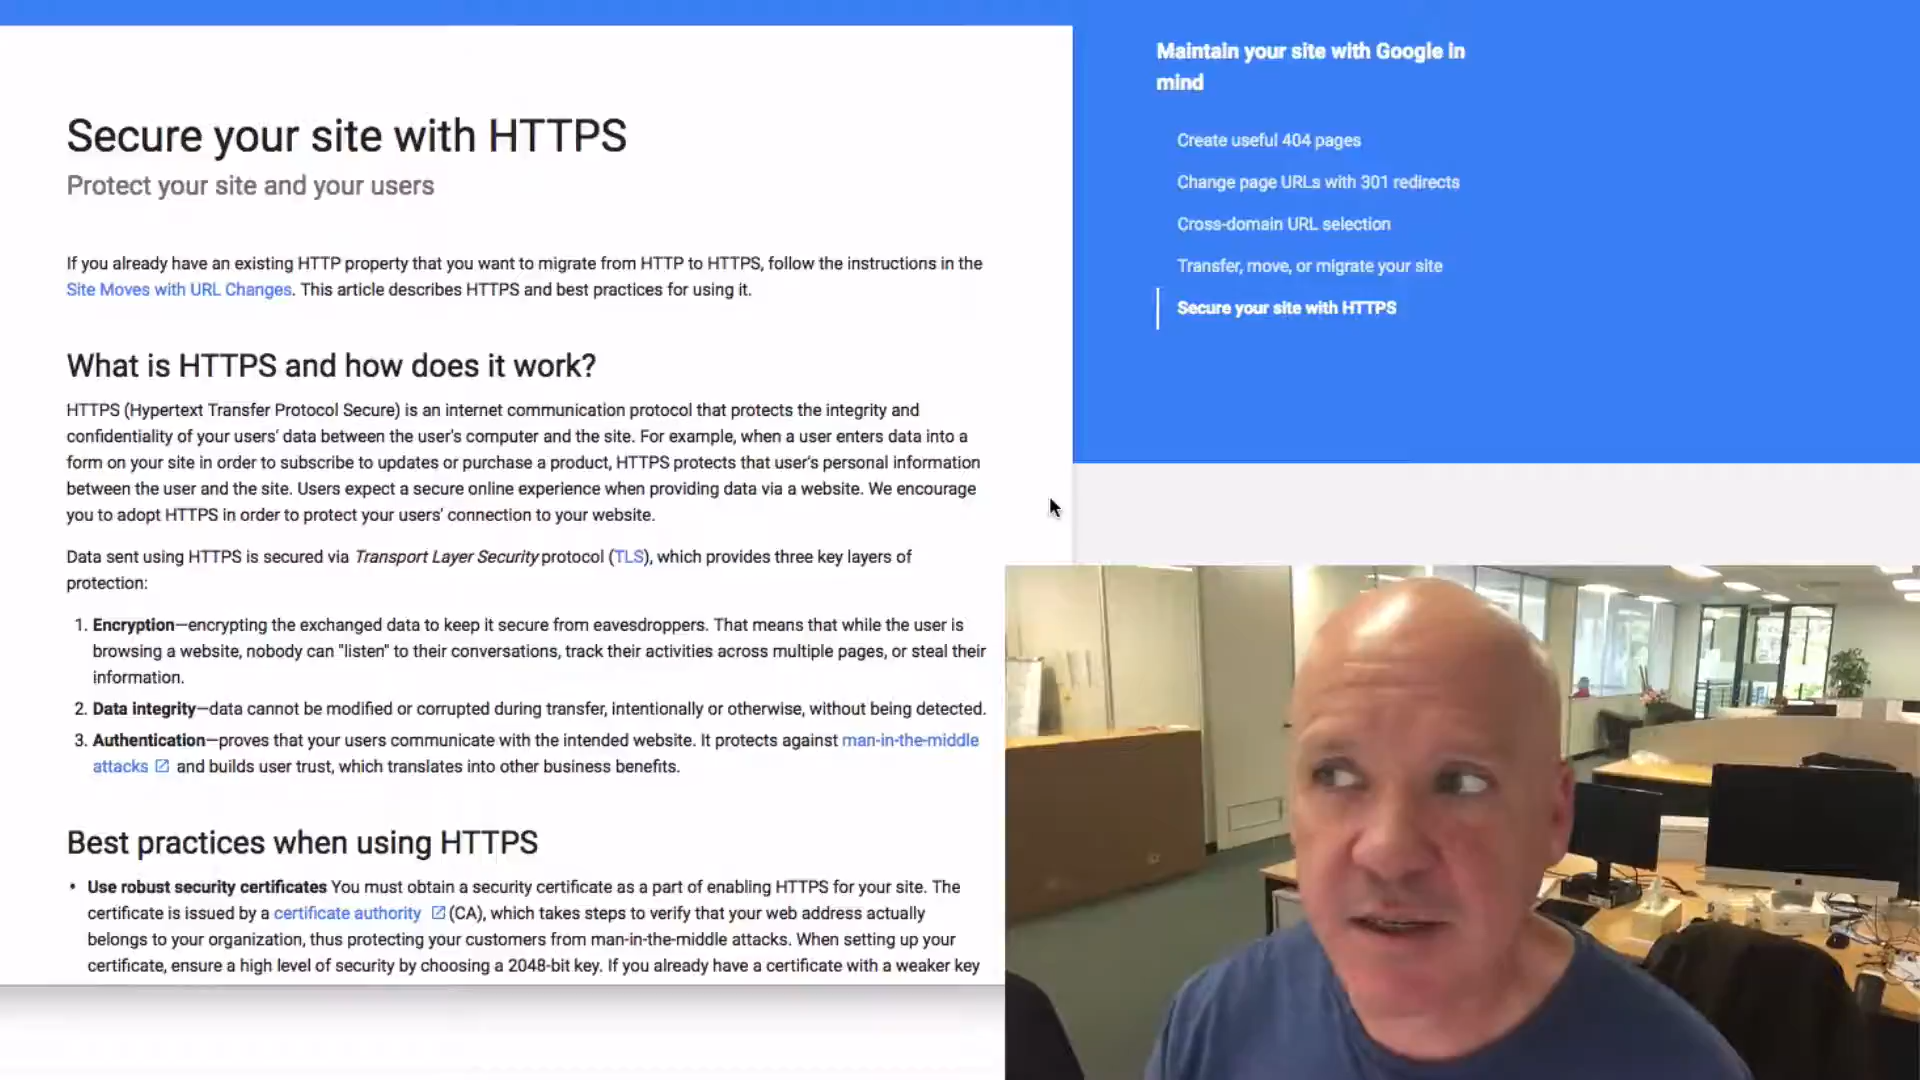 Secure your site with HTTPS
Protect your site and your users
If you already have an existing HTTP property that you want to migrate from HTTP to HTTPS, follow the instructions in the
Site Moves with URL Changes. This article describes HTTPS and best practices for using it.
What is HTTPS and how does it work?
HTTPS (Hypertext Transfer Protocol Secure) is an internet communication protocol that protects the integrity and
confidentiality of your users' data between the user's computer and the site. For example, when a user enters data into a
form on your site in order to subscribe to updates or purchase a product, HTTPS protects that user's personal information
between the user and the site. Users expect a secure online experience when providing data via a website. We encourage
you to adopt HTTPS in order to protect your users' connection to your website.
Data sent using HTTPS is secured via Transport Layer Security protocol (TLS), which provides three key layers of
protection:
1. Encryption—encrypting the exchanged data to keep it secure from eavesdroppers. That means that while the user is
browsing a website, nobody can "listen" to their conversations, track their activities across multiple pages, or steal their
information.
2. Data integrity—data cannot be modified or corrupted during transfer, intentionally or otherwise, without being detected.
3. Authentication—proves that your users communicate with the intended website. It protects against man-in-the-middle
attacks and builds user trust, which translates into other business benefits.
Best practices when using HTTPS
• Use robust security certificates You must obtain a security certificate as a part of enabling HTTPS for your site. The
certificate is issued by a certificate authority (CA), which takes steps to verify that your web address actually
belongs to your organization, thus protecting your customers from man-in-the-middle attacks. When setting up your
certificate, ensure a high level of security by choosing a 2048-bit key. If you already have a certificate with a weaker key
Maintain your site with Google in
mind
Create useful 404 pages
Change page URLs with 301 redirects
Cross-domain URL selection
Transfer, move, or migrate your site
Secure your site with HTTPS